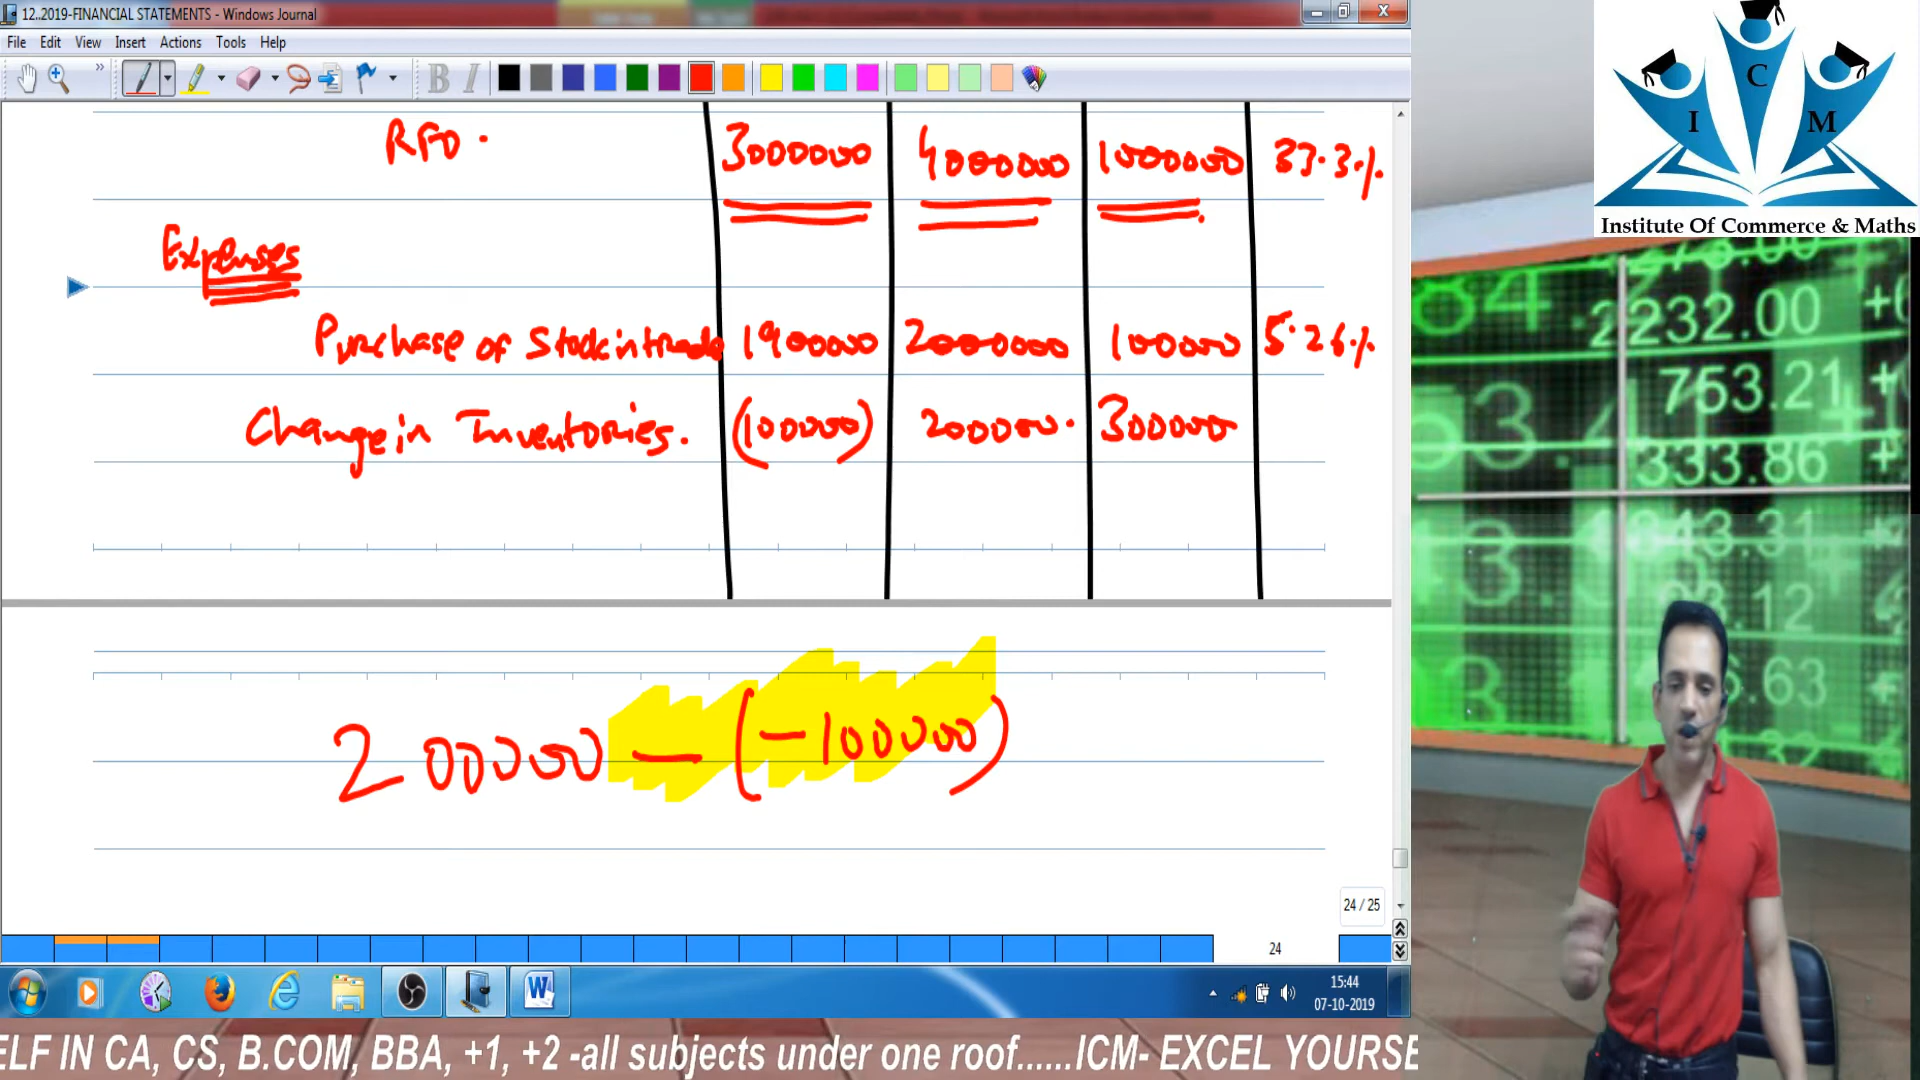 12..2019-FINANCIAL STATEMENTS - Windows Journal
File Edit View Insert Actions Tools Help
B I
RFO. 3000000 4000000 1000000 33.3%
Expenses
Purchase of Stock in trade 1900000 2000000 100000 5.26%
Change in Inventories. (100000) 200000. 300000
200000 - (-100000)
24 / 25
24
15:44
07-10-2019
I C M
Institute Of Commerce & Maths
2232.00
753.21
333.86
ELF IN CA, CS, B.COM, BBA, +1, +2 -all subjects under one roof......ICM- EXCEL YOURSE